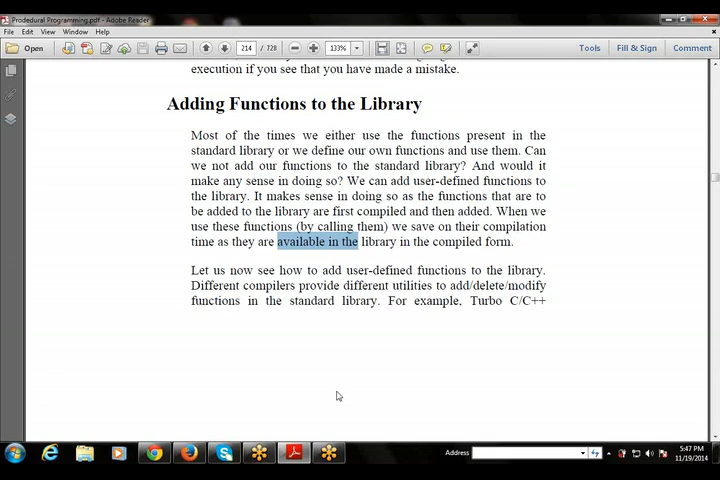 Prodedural Programming.pdf - Adobe Reader
File Edit View Window Help
Open 214 / 728 133% Tools Fill & Sign Comment
execution if you see that you have made a mistake.
Adding Functions to the Library
Most of the times we either use the functions present in the
standard library or we define our own functions and use them. Can
we not add our functions to the standard library? And would it
make any sense in doing so? We can add user-defined functions to
the library. It makes sense in doing so as the functions that are to
be added to the library are first compiled and then added. When we
use these functions (by calling them) we save on their compilation
time as they are available in the library in the compiled form.
Let us now see how to add user-defined functions to the library.
Different compilers provide different utilities to add/delete/modify
functions in the standard library. For example, Turbo C/C++
Address
5:47 PM
11/19/2014